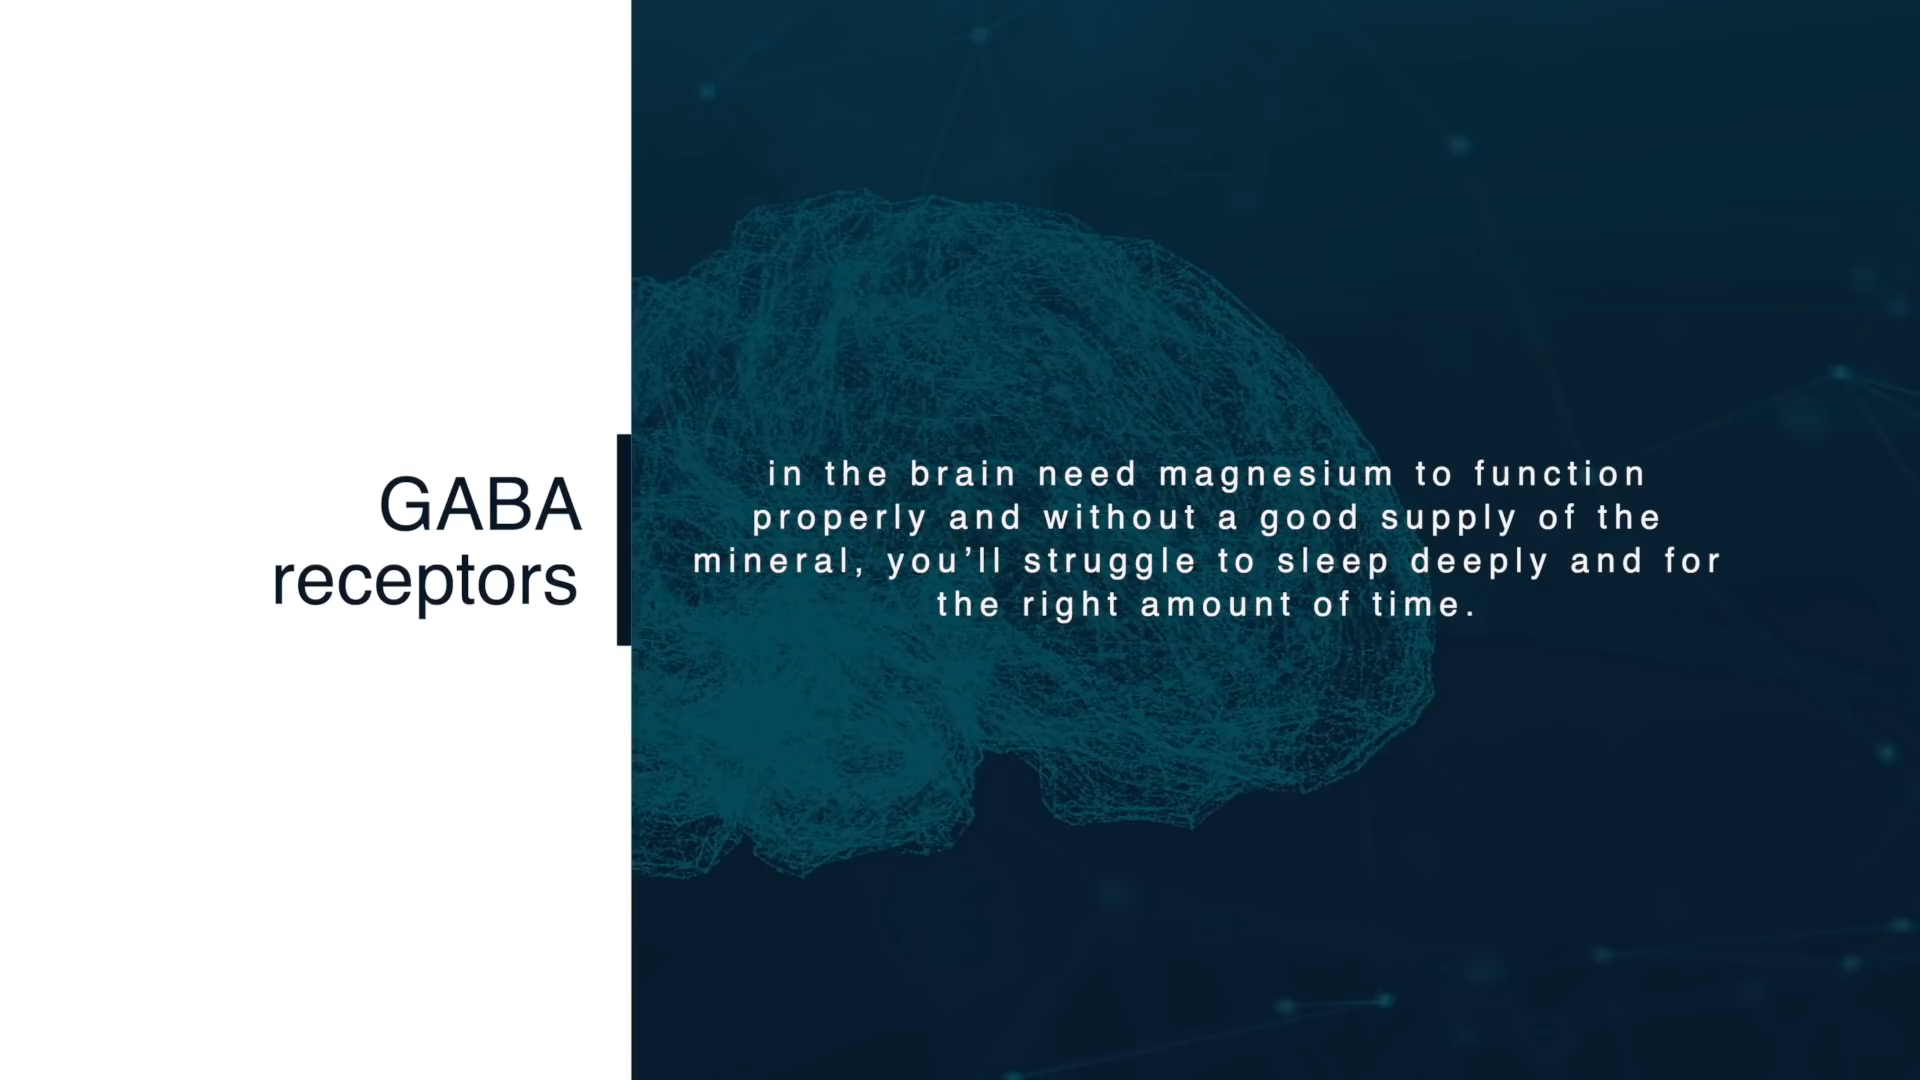 GABA
receptors
in the brain need magnesium to function
properly and without a good supply of the
mineral, you’ll struggle to sleep deeply and for
the right amount of time.